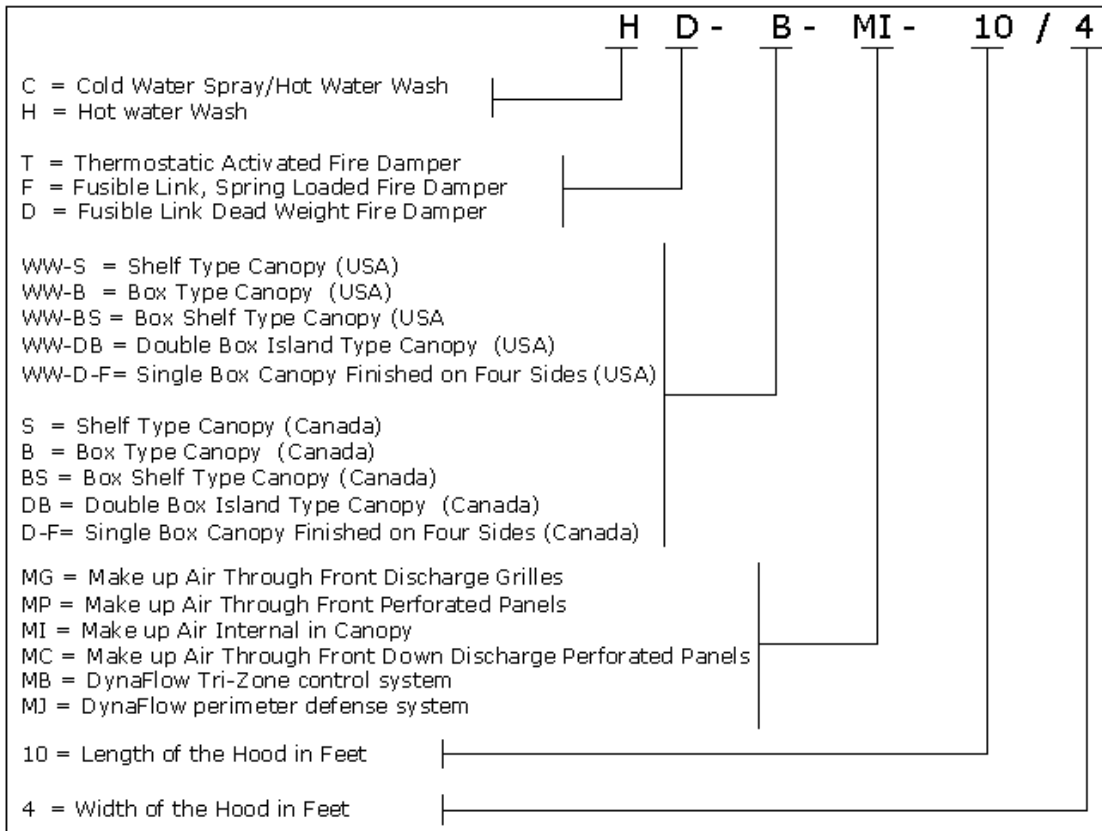 H D - B - MI - 10 / 4
C = Cold Water Spray/Hot Water Wash
H = Hot water Wash
T = Thermostatic Activated Fire Damper
F = Fusible Link, Spring Loaded Fire Damper
D = Fusible Link Dead Weight Fire Damper
WW-S = Shelf Type Canopy (USA)
WW-B = Box Type Canopy (USA)
WW-BS = Box Shelf Type Canopy (USA
WW-DB = Double Box Island Type Canopy (USA)
WW-D-F= Single Box Canopy Finished on Four Sides (USA)
S = Shelf Type Canopy (Canada)
B = Box Type Canopy (Canada)
BS = Box Shelf Type Canopy (Canada)
DB = Double Box Island Type Canopy (Canada)
D-F= Single Box Canopy Finished on Four Sides (Canada)
MG = Make up Air Through Front Discharge Grilles
MP = Make up Air Through Front Perforated Panels
MI = Make up Air Internal in Canopy
MC = Make up Air Through Front Down Discharge Perforated Panels
MB = DynaFlow Tri-Zone control system
MJ = DynaFlow perimeter defense system
10 = Length of the Hood in Feet
4 = Width of the Hood in Feet